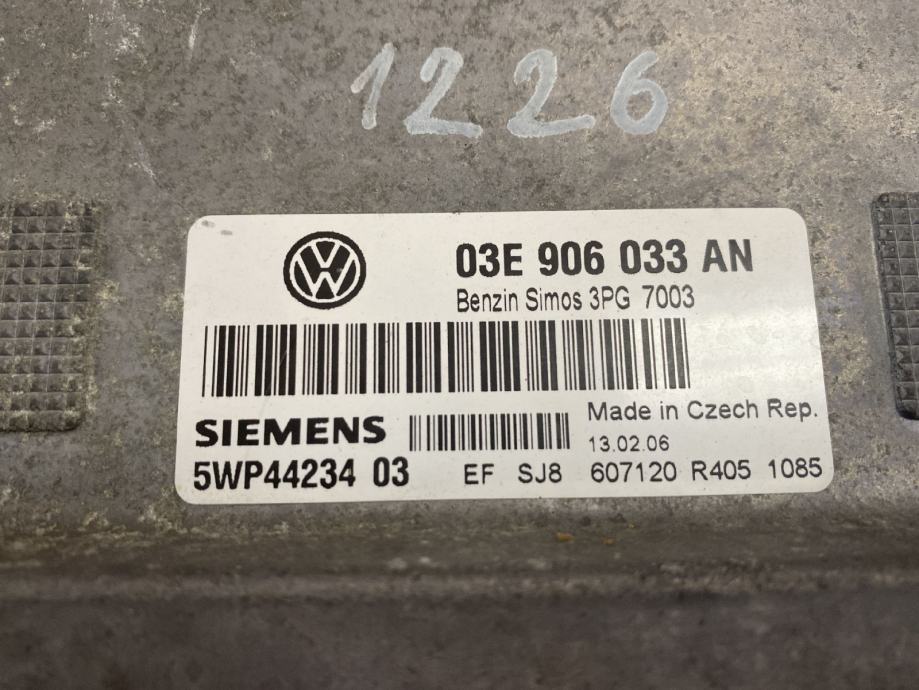 1226
03E 906 033 AN
Benzin Simos 3PG 7003
Made in Czech Rep.
SIEMENS
13.02.06
5WP44234 03 EF SJ8 607120 R405 1085